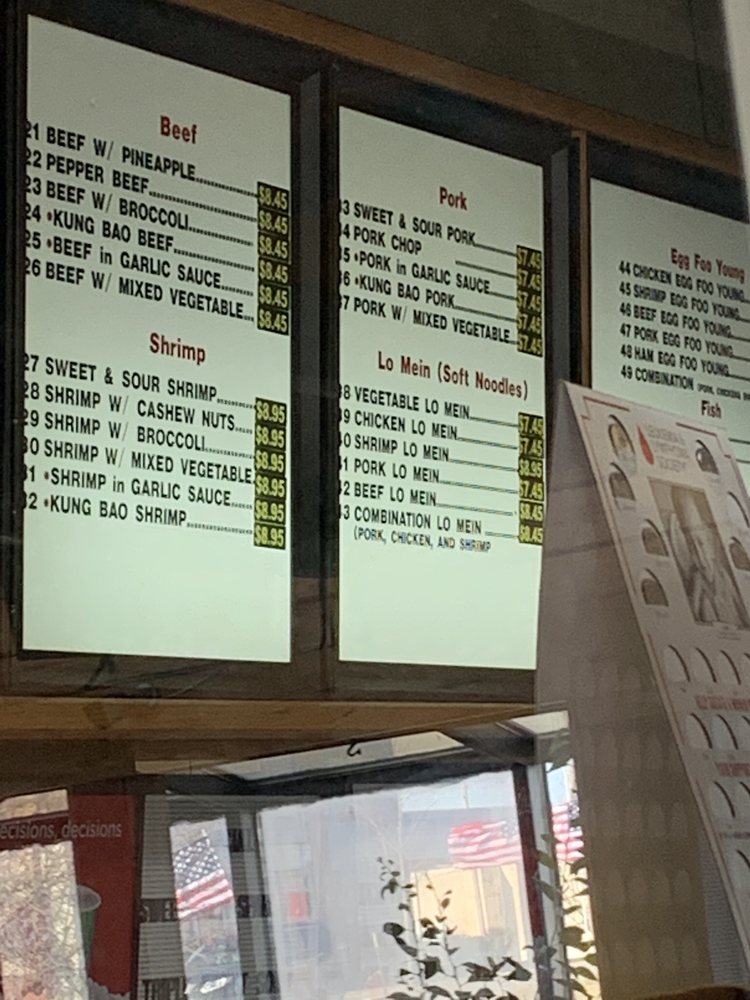 Beef
21 BEEF W/ PINEAPPLE $8.45
22 PEPPER BEEF $8.45
23 BEEF W/ BROCCOLI $8.45
24 •KUNG BAO BEEF $8.45
25 •BEEF in GARLIC SAUCE $8.45
26 BEEF W/ MIXED VEGETABLE $8.45
Shrimp
27 SWEET & SOUR SHRIMP $8.95
28 SHRIMP W/ CASHEW NUTS $8.95
29 SHRIMP W/ BROCCOLI $8.95
30 SHRIMP W/ MIXED VEGETABLE $8.95
31 •SHRIMP in GARLIC SAUCE $8.95
32 •KUNG BAO SHRIMP $8.95
Pork
33 SWEET & SOUR PORK $7.45
34 PORK CHOP $7.45
35 •PORK in GARLIC SAUCE $7.45
36 •KUNG BAO PORK $7.45
37 PORK W/ MIXED VEGETABLE $7.45
Lo Mein (Soft Noodles)
38 VEGETABLE LO MEIN $7.45
39 CHICKEN LO MEIN $7.45
40 SHRIMP LO MEIN $8.95
41 PORK LO MEIN $7.45
42 BEEF LO MEIN $8.45
43 COMBINATION LO MEIN $8.45
(PORK, CHICKEN, AND SHRIMP
Egg Foo Young
44 CHICKEN EGG FOO YOUNG
45 SHRIMP EGG FOO YOUNG
46 BEEF EGG FOO YOUNG
47 PORK EGG FOO YOUNG
48 HAM EGG FOO YOUNG
49 COMBINATION (PORK, CHICKEN
Fish
LEUKEMIA &
LYMPHOMA
SOCIETY
ecisions, decisions